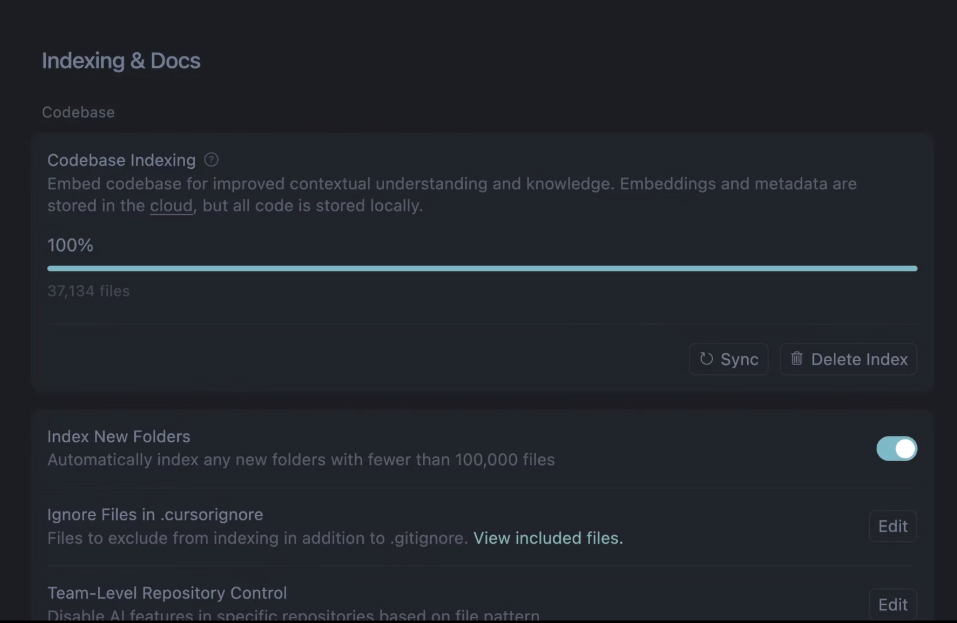 Indexing & Docs
Codebase
Codebase Indexing
Embed codebase for improved contextual understanding and knowledge. Embeddings and metadata are
stored in the cloud, but all code is stored locally.
100%
37,134 files
Sync
Delete Index
Index New Folders
Automatically index any new folders with fewer than 100,000 files
Ignore Files in .cursorignore
Files to exclude from indexing in addition to .gitignore. View included files.
Edit
Team-Level Repository Control
Disable AI features in specific repositories based on file pattern
Edit